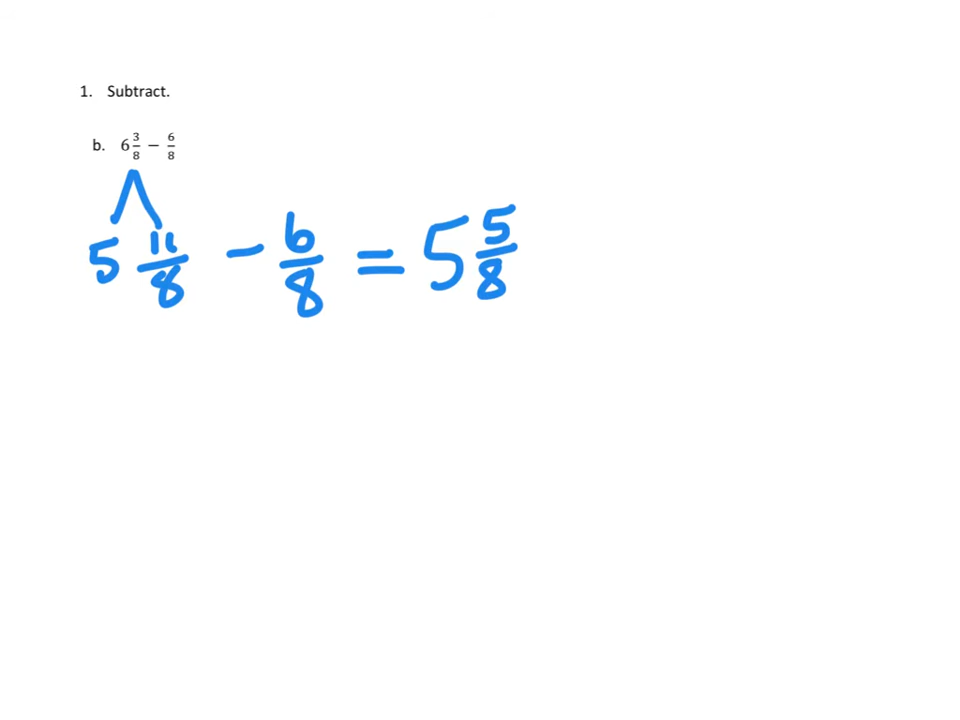 1. Subtract.
b. 6 3/8 − 6/8
5 11/8 − 6/8 = 5 5/8